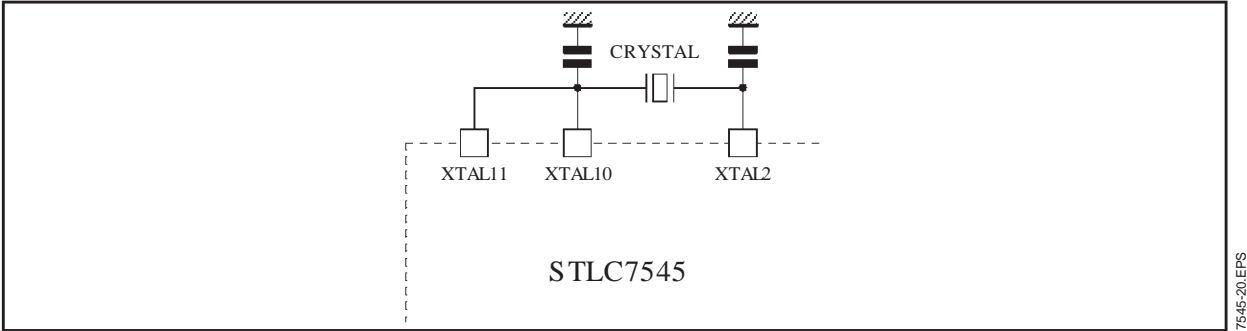 CRYSTAL
XTAL11 XTAL10 XTAL2
STLC7545
7545-20.EPS